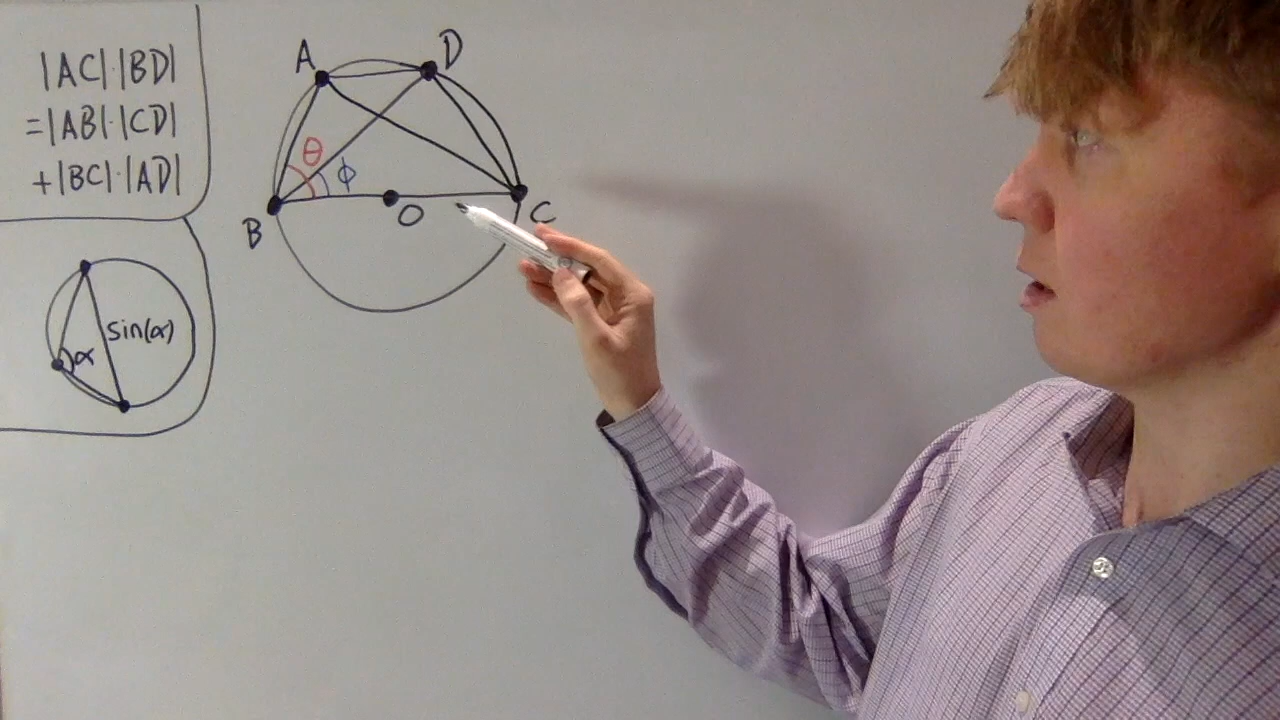 |AC|·|BD|
=|AB|·|CD|
+|BC|·|AD|
A
D
θ
ϕ
B
O
C
α
sin(α)